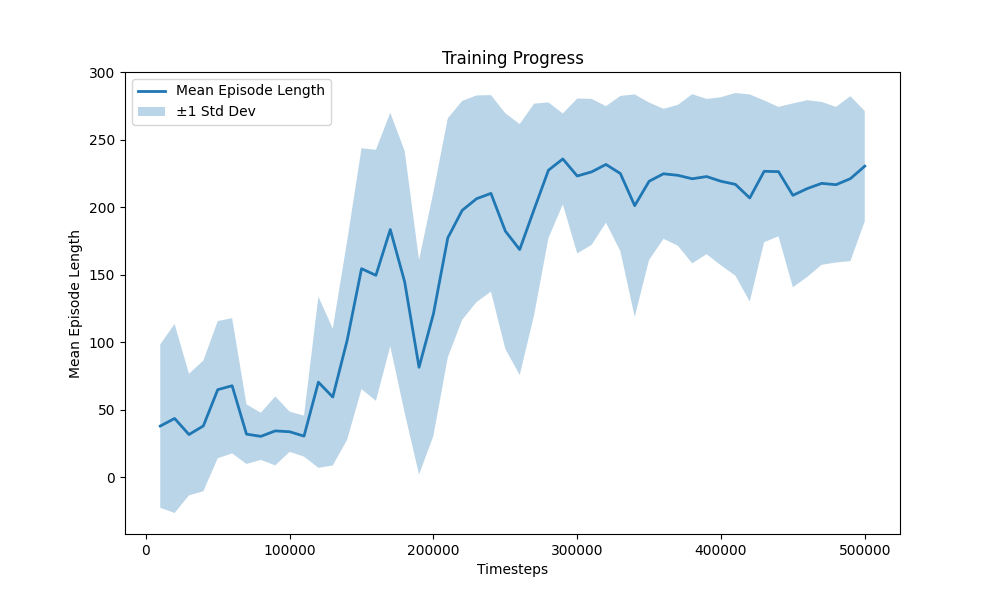 Training Progress
Mean Episode Length
±1 Std Dev
Mean Episode Length
300
250
200
150
100
50
0
0 100000 200000 300000 400000 500000
Timesteps